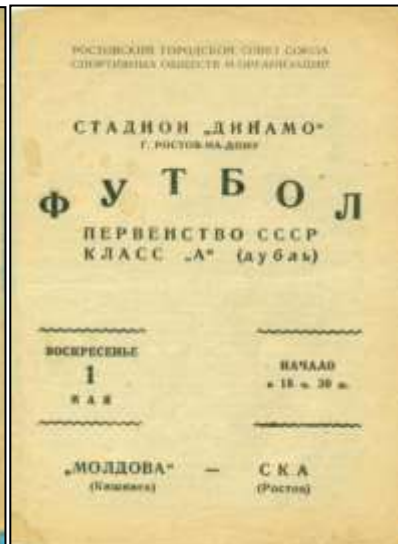 РОСТОВСКИЙ ГОРОДСКОЙ СОВЕТ СОЮЗА
СПОРТИВНЫХ ОБЩЕСТВ И ОРГАНИЗАЦИЙ
СТАДИОН „ДИНАМО“
Г. РОСТОВ-НА-ДОНУ
ФУТБОЛ
ПЕРВЕНСТВО СССР
КЛАСС „А“ (дубль)
ВОСКРЕСЕНЬЕ
1
МАЯ
НАЧАЛО
в 18 ч. 30 м.
„МОЛДОВА“ — СКА
(Кишинев) (Ростов)